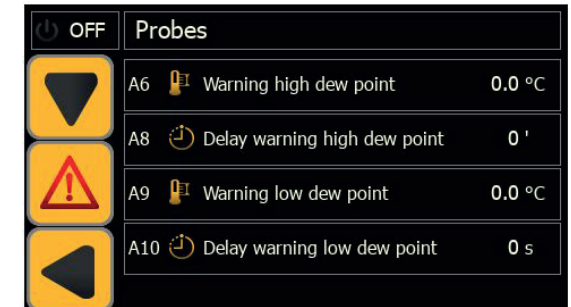 OFF Probes
A6 Warning high dew point 0.0 °C
A8 Delay warning high dew point 0 '
A9 Warning low dew point 0.0 °C
A10 Delay warning low dew point 0 s